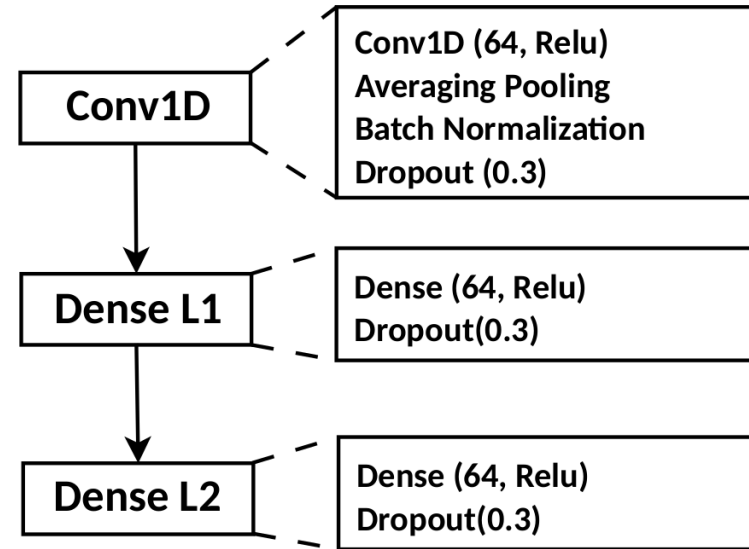 Conv1D
Conv1D (64, Relu)
Averaging Pooling
Batch Normalization
Dropout (0.3)
Dense L1
Dense (64, Relu)
Dropout(0.3)
Dense L2
Dense (64, Relu)
Dropout(0.3)